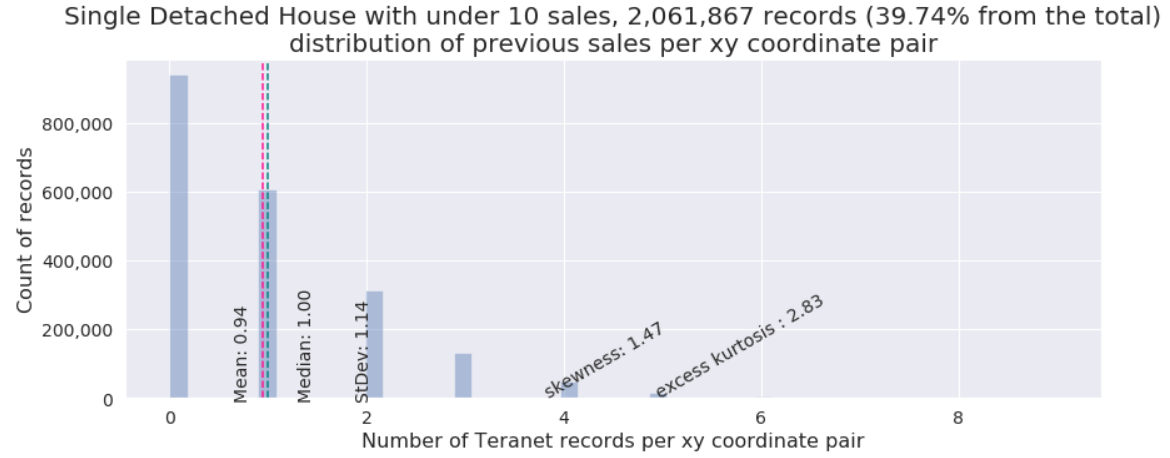 Single Detached House with under 10 sales, 2,061,867 records (39.74% from the total)
distribution of previous sales per xy coordinate pair
Count of records
800,000
600,000
400,000
200,000
0
Mean: 0.94
Median: 1.00
StDev: 1.14
skewness: 1.47
excess kurtosis : 2.83
0 2 4 6 8
Number of Teranet records per xy coordinate pair